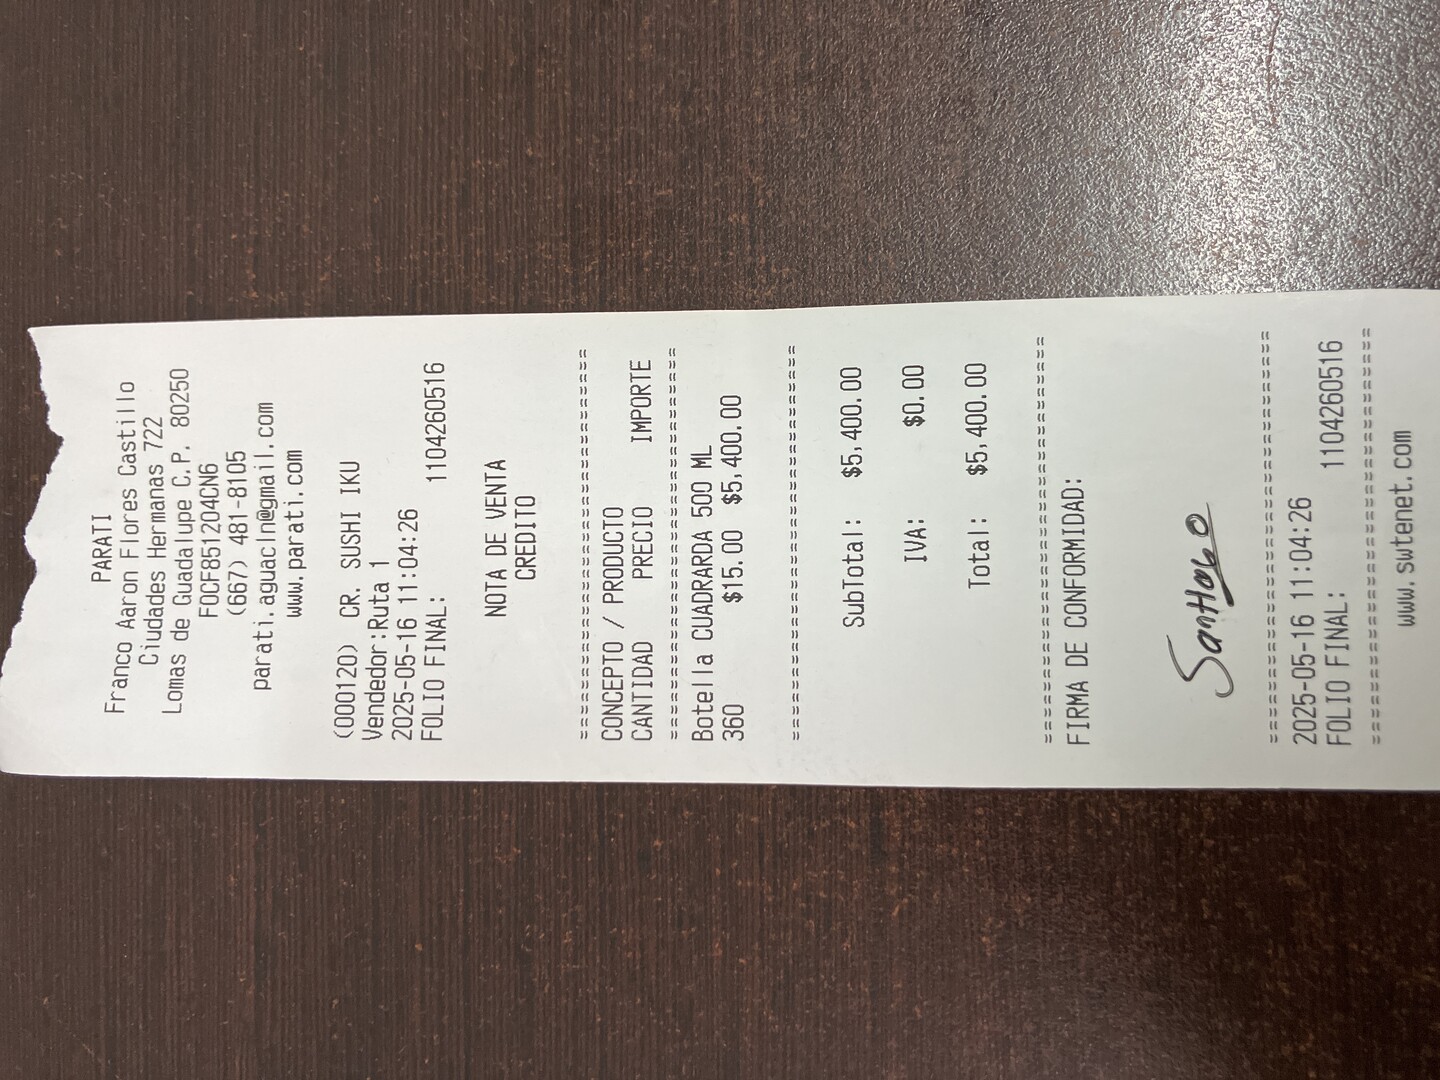 PARATI
Franco Aaron Flores Castillo
Ciudades Hermanas 722
Lomas de Guadalupe C.P. 80250
FOCF851204CN6
(667) 481-8105
parati.aguacln@gmail.com
www.parati.com
(000120) CR. SUSHI IKU
Vendedor:Ruta 1
2025-05-16 11:04:26
FOLIO FINAL: 1104260516
NOTA DE VENTA
CREDITO
==============================
CONCEPTO / PRODUCTO
CANTIDAD PRECIO IMPORTE
==============================
Botella CUADRARDA 500 ML
360 $15.00 $5,400.00
==============================
SubTotal: $5,400.00
IVA: $0.00
Total: $5,400.00
==============================
FIRMA DE CONFORMIDAD:
Santiago
==============================
2025-05-16 11:04:26
FOLIO FINAL: 1104260516
==============================
www.swtenet.com